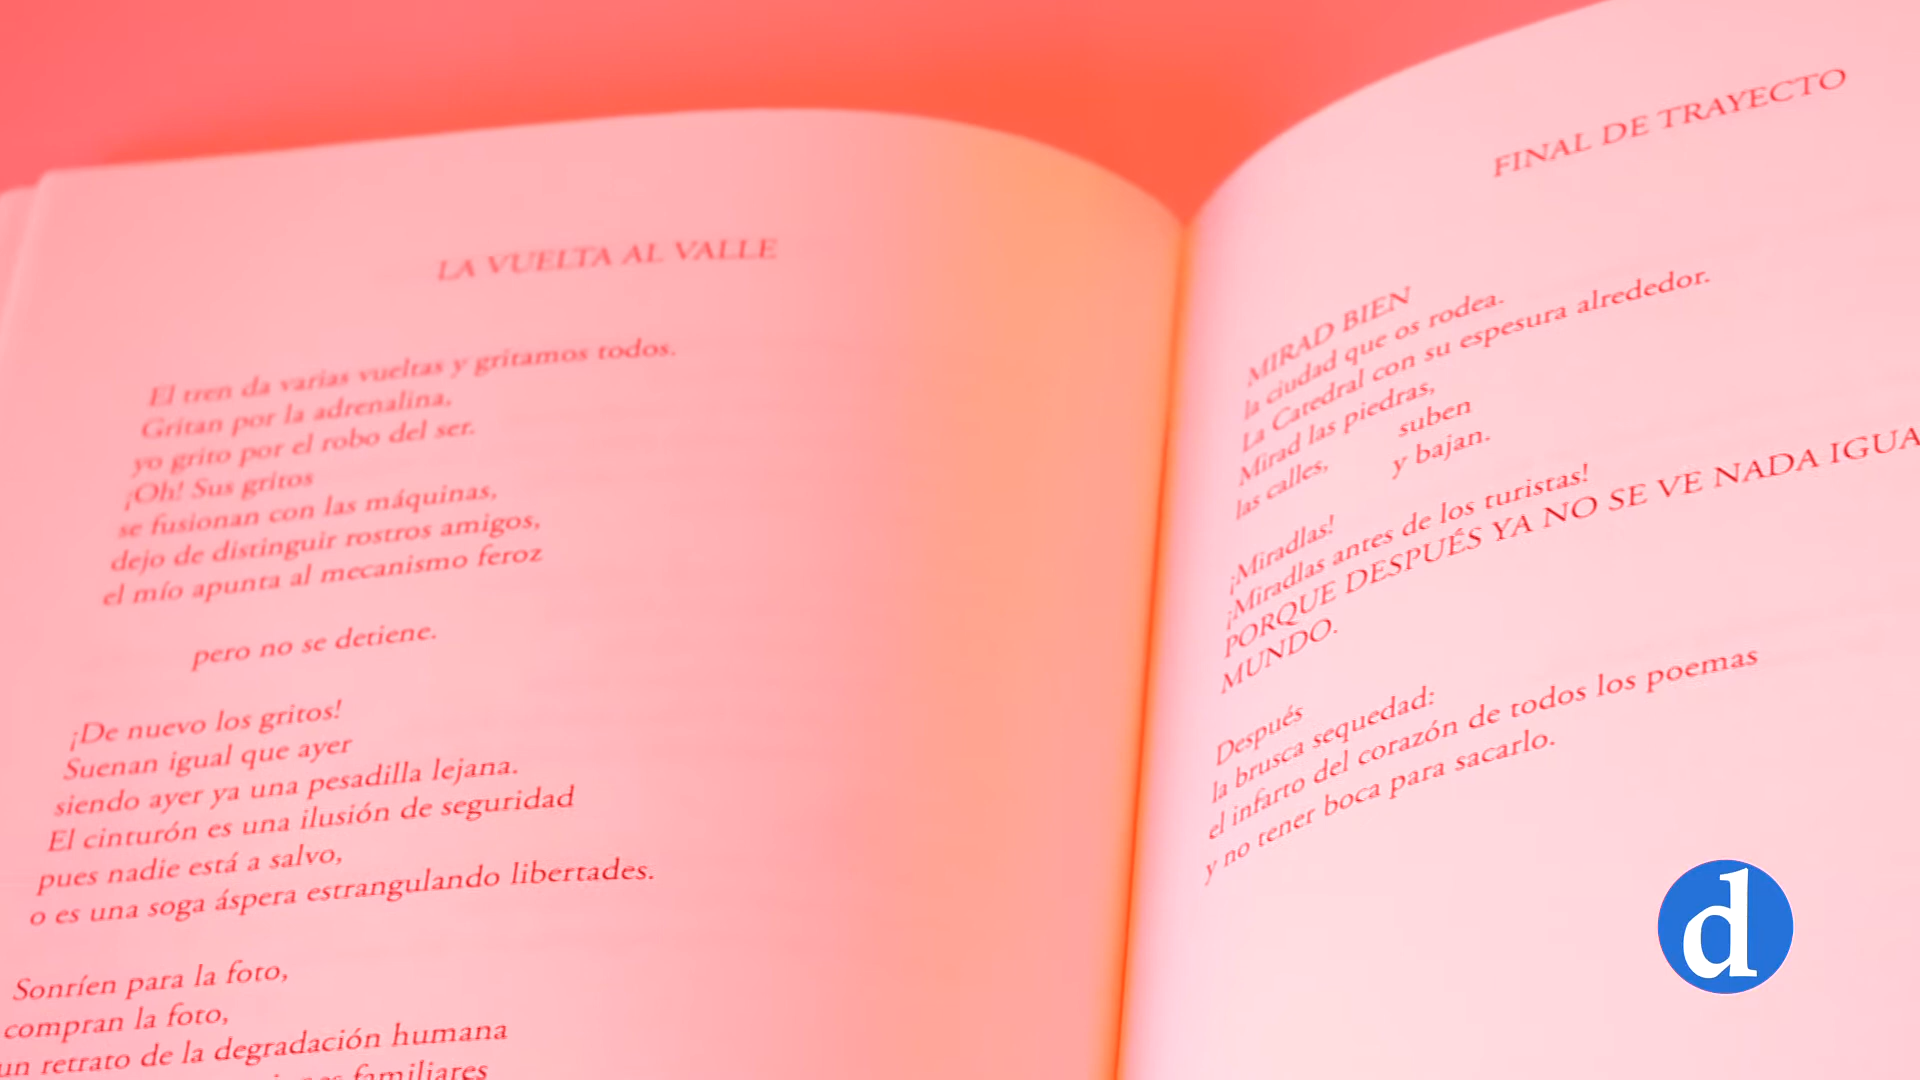 LA VUELTA AL VALLE
El tren da varias vueltas y gritamos todos.
Gritan por la adrenalina,
yo grito por el robo del ser.
¡Oh! Sus gritos
se fusionan con las máquinas,
dejo de distinguir rostros amigos,
el mío apunta al mecanismo feroz
pero no se detiene.
¡De nuevo los gritos!
Suenan igual que ayer
siendo ayer ya una pesadilla lejana.
El cinturón es una ilusión de seguridad
pues nadie está a salvo,
o es una soga áspera estrangulando libertades.
Sonríen para la foto,
compran la foto,
un retrato de la degradación humana
familiares
FINAL DE TRAYECTO
MIRAD BIEN
la ciudad que os rodea.
La Catedral con su espesura alrededor.
Mirad las piedras,
suben
las calles,
y bajan.
¡Miradlas!
¡Miradlas antes de los turistas!
PORQUE DESPUÉS YA NO SE VE NADA IGUA
MUNDO.
Después
la brusca sequedad:
el infarto del corazón de todos los poemas
y no tener boca para sacarlo.
d